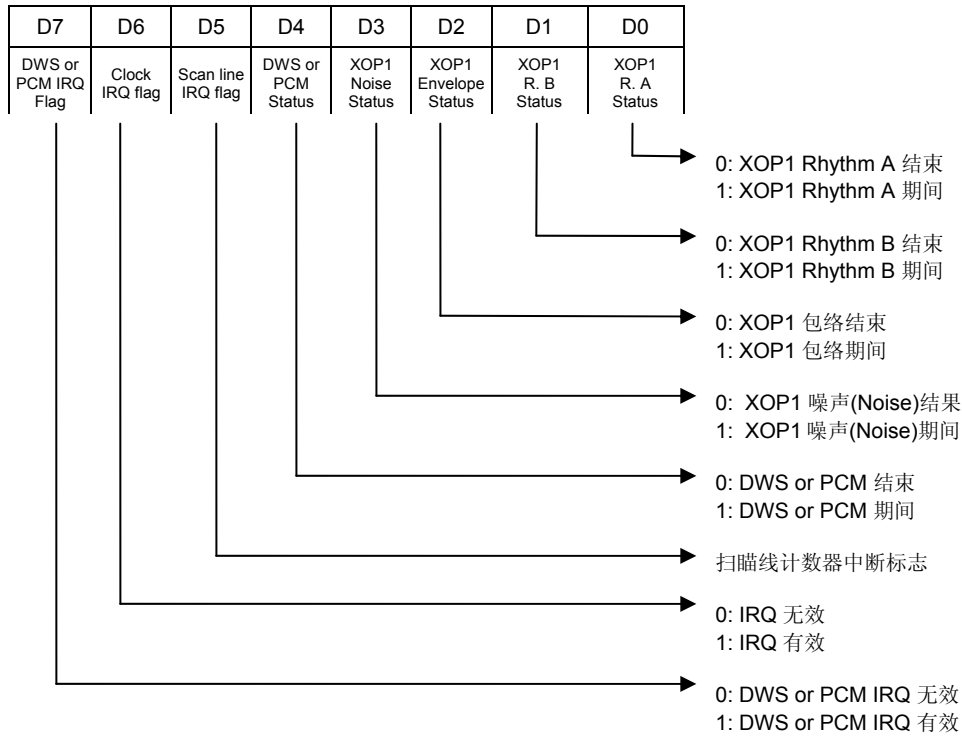 D7 D6 D5 D4 D3 D2 D1 D0
DWS or PCM IRQ Flag
Clock IRQ flag
Scan line IRQ flag
DWS or PCM Status
XOP1 Noise Status
XOP1 Envelope Status
XOP1 R. B Status
XOP1 R. A Status
0: XOP1 Rhythm A 结束
1: XOP1 Rhythm A 期间
0: XOP1 Rhythm B 结束
1: XOP1 Rhythm B 期间
0: XOP1 包络结束
1: XOP1 包络期间
0: XOP1 噪声(Noise)结果
1: XOP1 噪声(Noise)期间
0: DWS or PCM 结束
1: DWS or PCM 期间
扫瞄线计数器中断标志
0: IRQ 无效
1: IRQ 有效
0: DWS or PCM IRQ 无效
1: DWS or PCM IRQ 有效